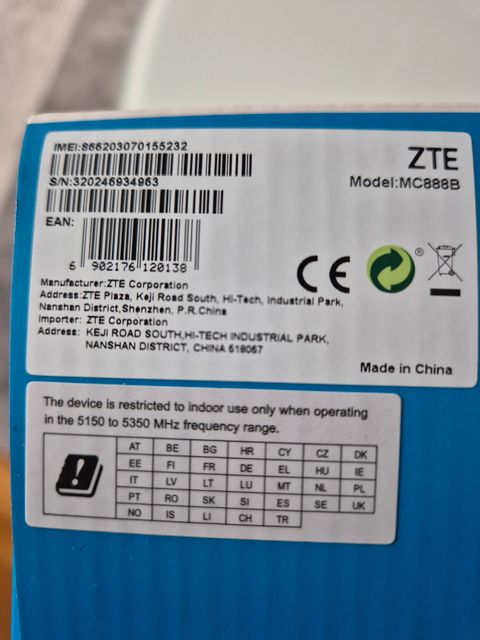 IMEI:866203070155232
S/N:320246934963
ZTE
Model:MC888B
EAN:
6 902176 120138
Manufacturer:ZTE Corporation
Address:ZTE Plaza, Keji Road South, Hi-Tech, Industrial Park,
Nanshan District,Shenzhen, P.R.China
Importer: ZTE Corporation
Address: KEJI ROAD SOUTH,HI-TECH INDUSTRIAL PARK,
NANSHAN DISTRICT, CHINA 518057
CE
®
Made in China
The device is restricted to indoor use only when operating
in the 5150 to 5350 MHz frequency range.
AT BE BG HR CY CZ DK
EE FI FR DE EL HU IE
IT LV LT LU MT NL PL
PT RO SK SI ES SE UK
NO IS LI CH TR